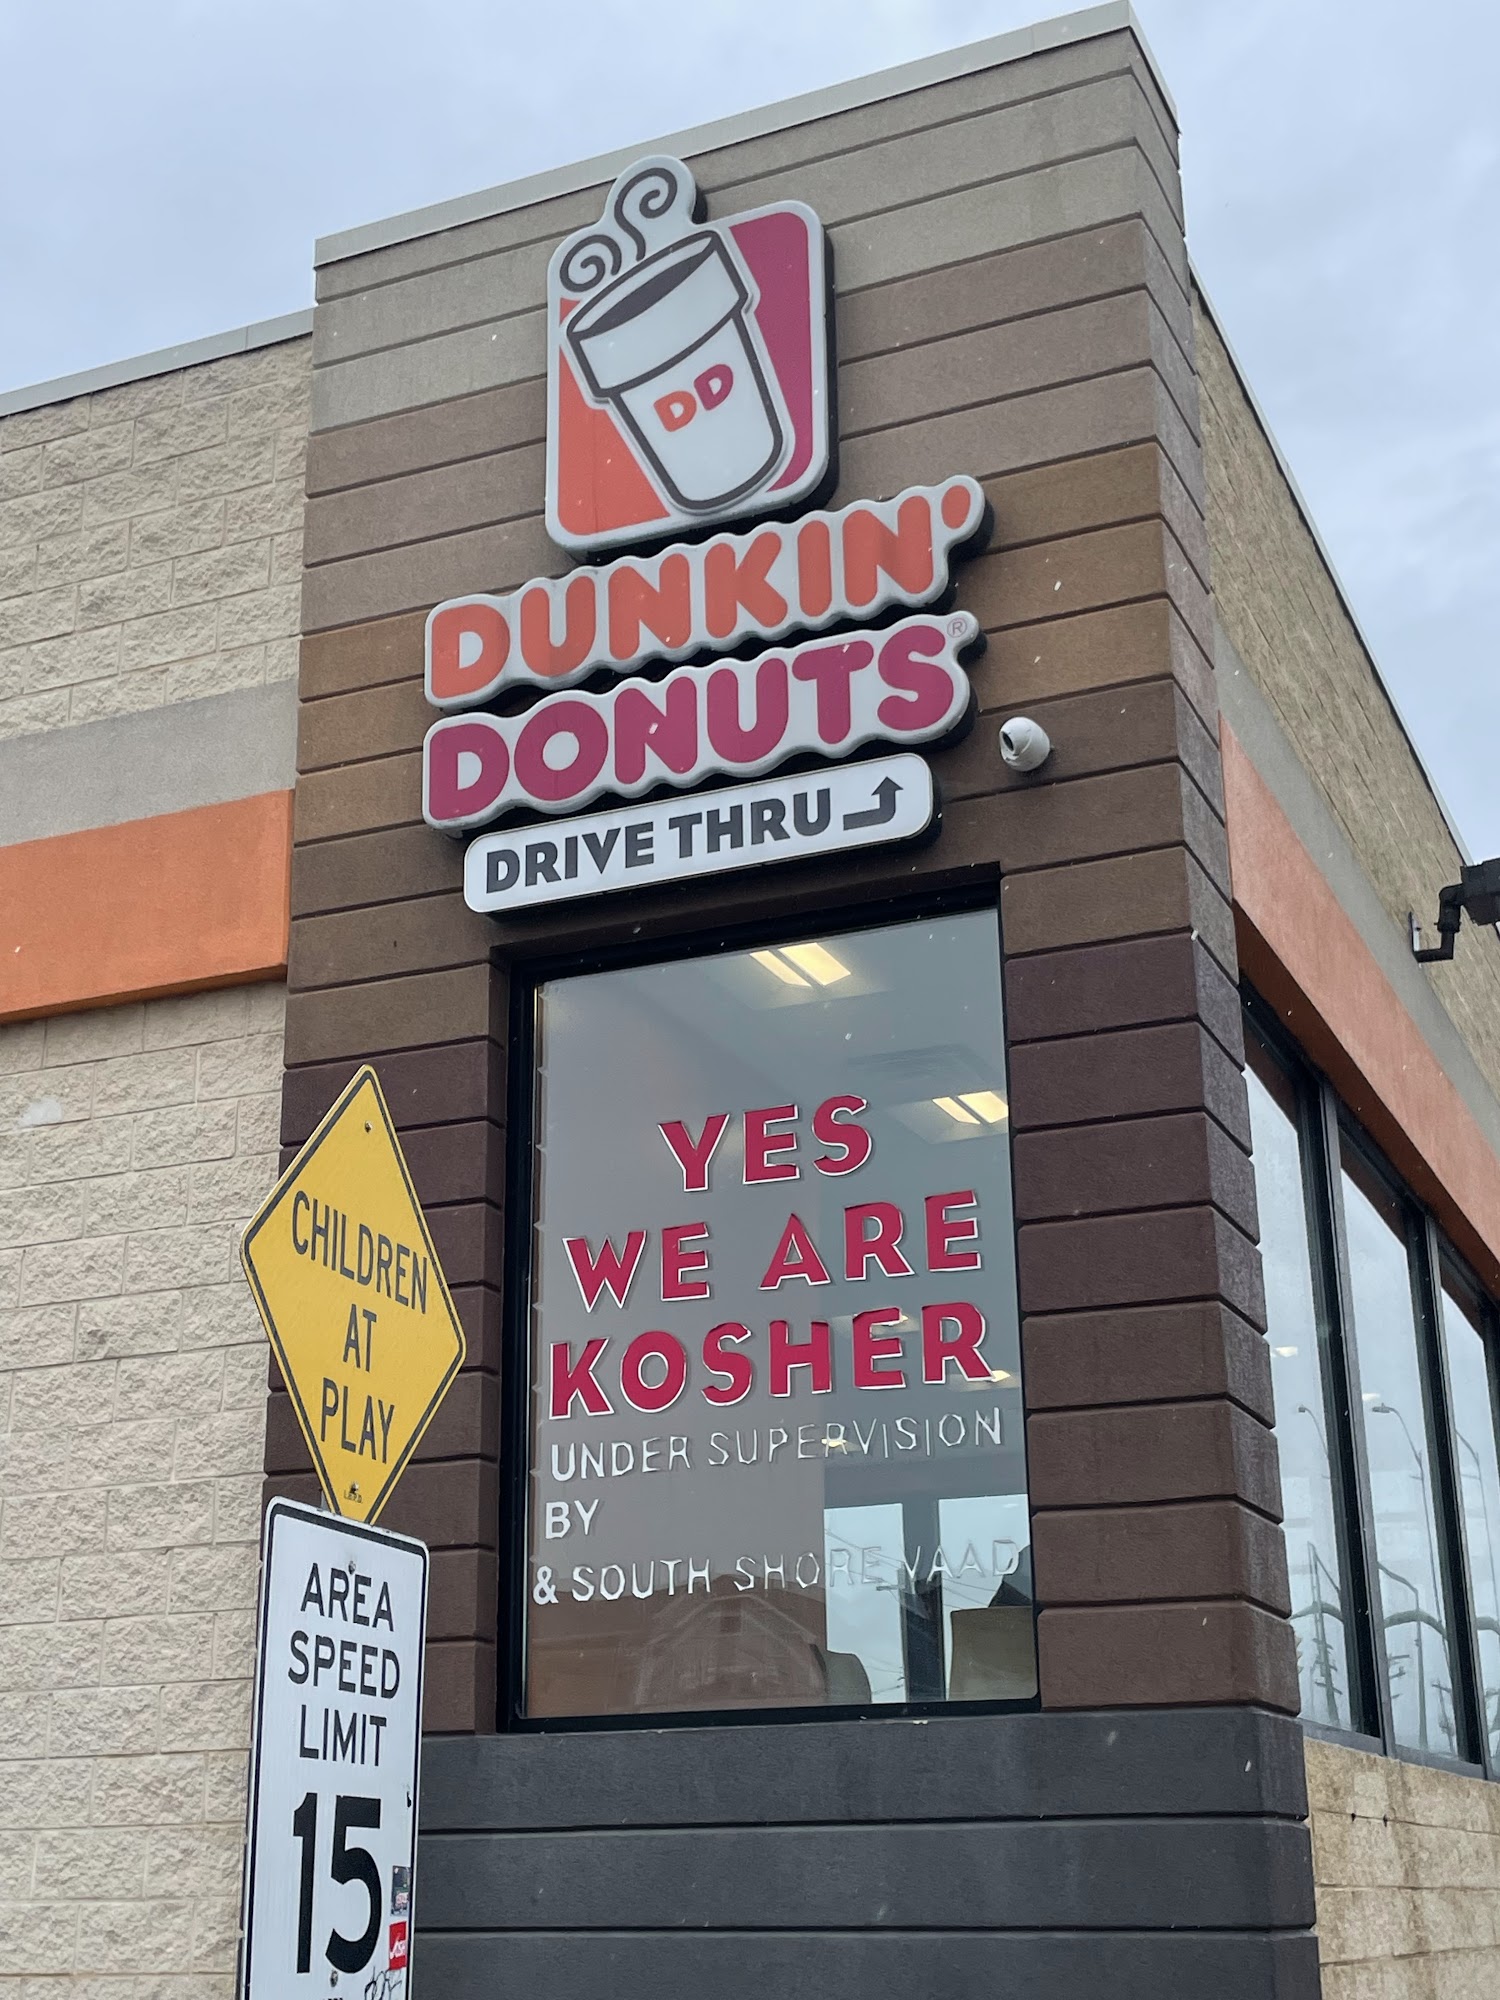 DD
DUNKIN'
DONUTS®
DRIVE THRU
YES
WE ARE
KOSHER
UNDER SUPERVISION
BY
& SOUTH SHORE VAAD
CHILDREN
AT
PLAY
AREA
SPEED
LIMIT
15